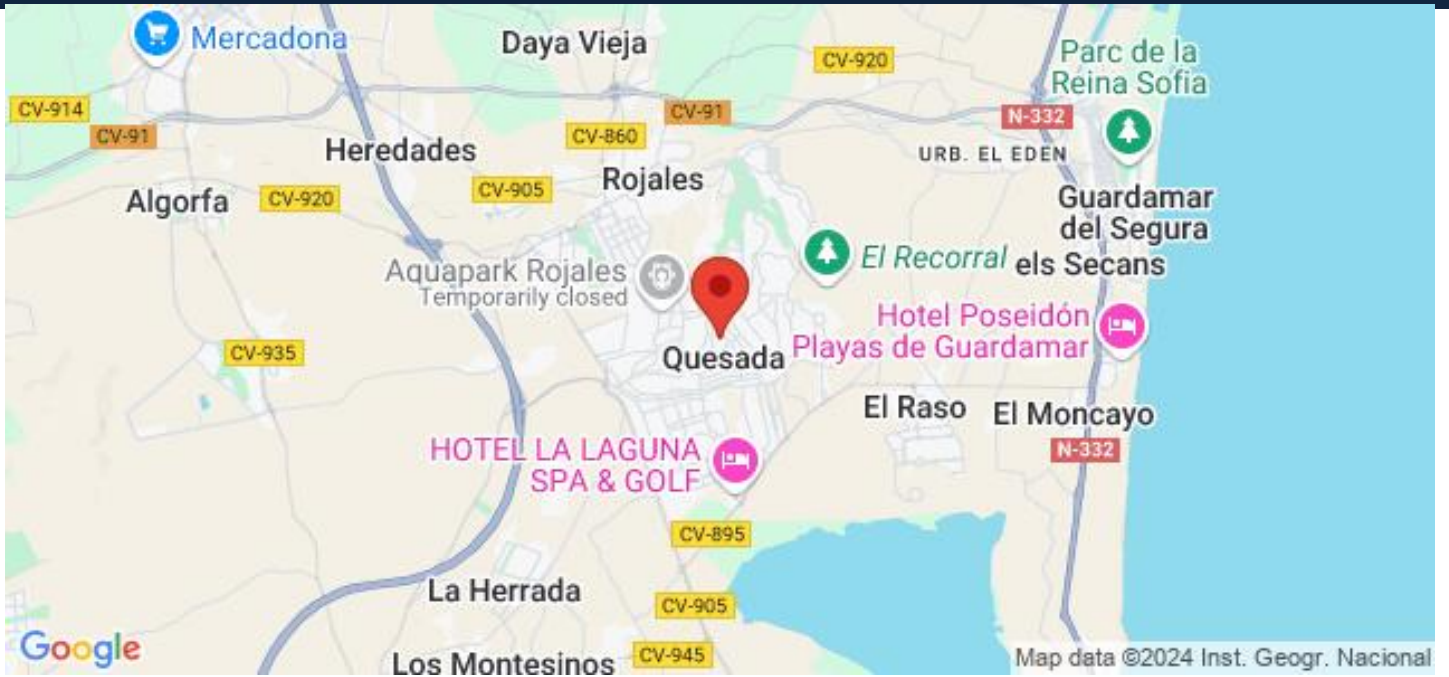 Mercadona
Daya Vieja
CV-920
Parc de la
Reina Sofia
CV-914
CV-91
CV-91
N-332
CV-860
Heredades
URB. EL EDEN
Rojales
CV-905
Algorfa
CV-920
Guardamar
del Segura
Aquapark Rojales
Temporarily closed
El Recorral
els Secans
Hotel Poseidón
Playas de Guardamar
CV-935
Quesada
El Raso
El Moncayo
HOTEL LA LAGUNA
SPA & GOLF
N-332
CV-895
La Herrada
CV-905
Google
Los Montesinos
CV-945
Map data ©2024 Inst. Geogr. Nacional